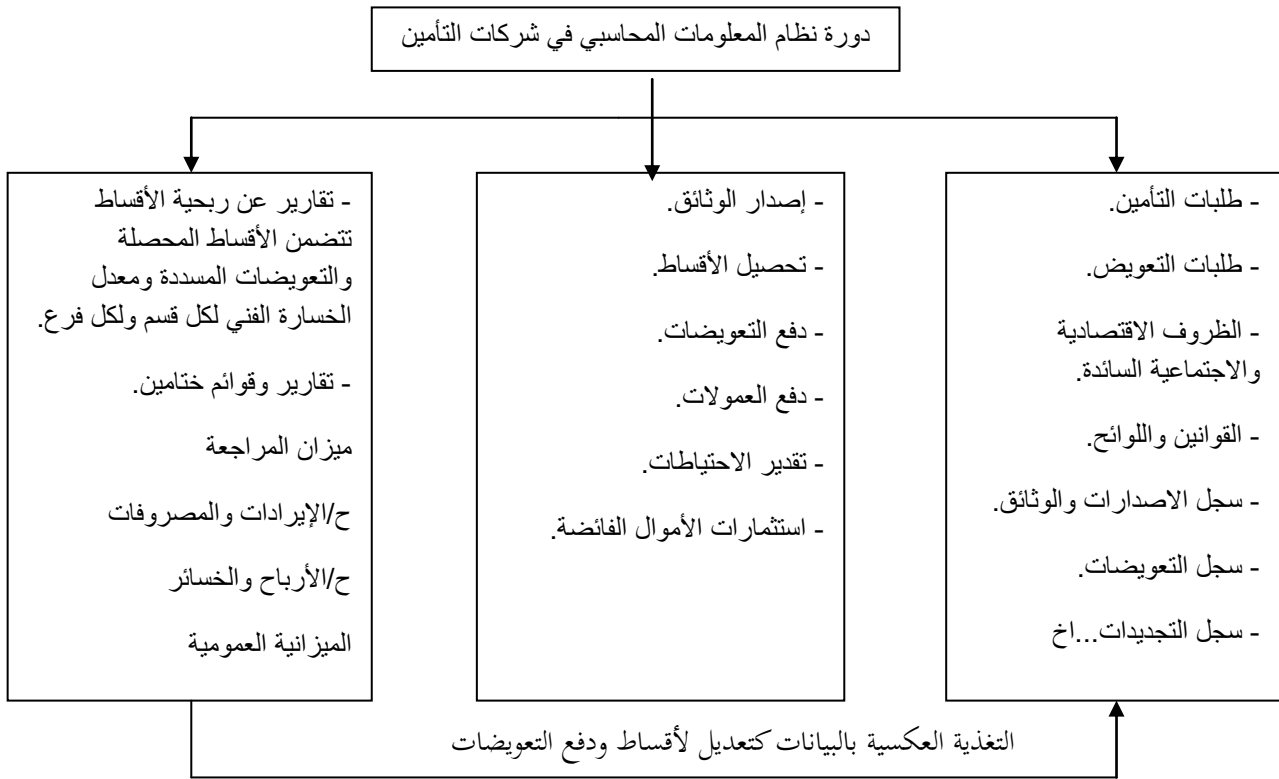 دورة نظام المعلومات المحاسبي في شركات التأمين
- طلبات التأمين.
- طلبات التعويض.
- الظروف الاقتصادية
والاجتماعية السائدة.
- القوانين واللوائح.
- سجل الاصدارات والوثائق.
- سجل التعويضات.
- سجل التجديدات...اخ
- إصدار الوثائق.
- تحصيل الأقساط.
- دفع التعويضات.
- دفع العمولات.
- تقدير الاحتياطات.
- استثمارات الأموال الفائضة.
- تقارير عن ربحية الأقساط
تتضمن الأقساط المحصلة
والتعويضات المسددة ومعدل
الخسارة الفني لكل قسم ولكل فرع.
- تقارير وقوائم ختامين.
ميزان المراجعة
ح/الإيرادات والمصروفات
ح/الأرباح والخسائر
الميزانية العمومية
التغذية العكسية بالبيانات كتعديل لأقساط ودفع التعويضات